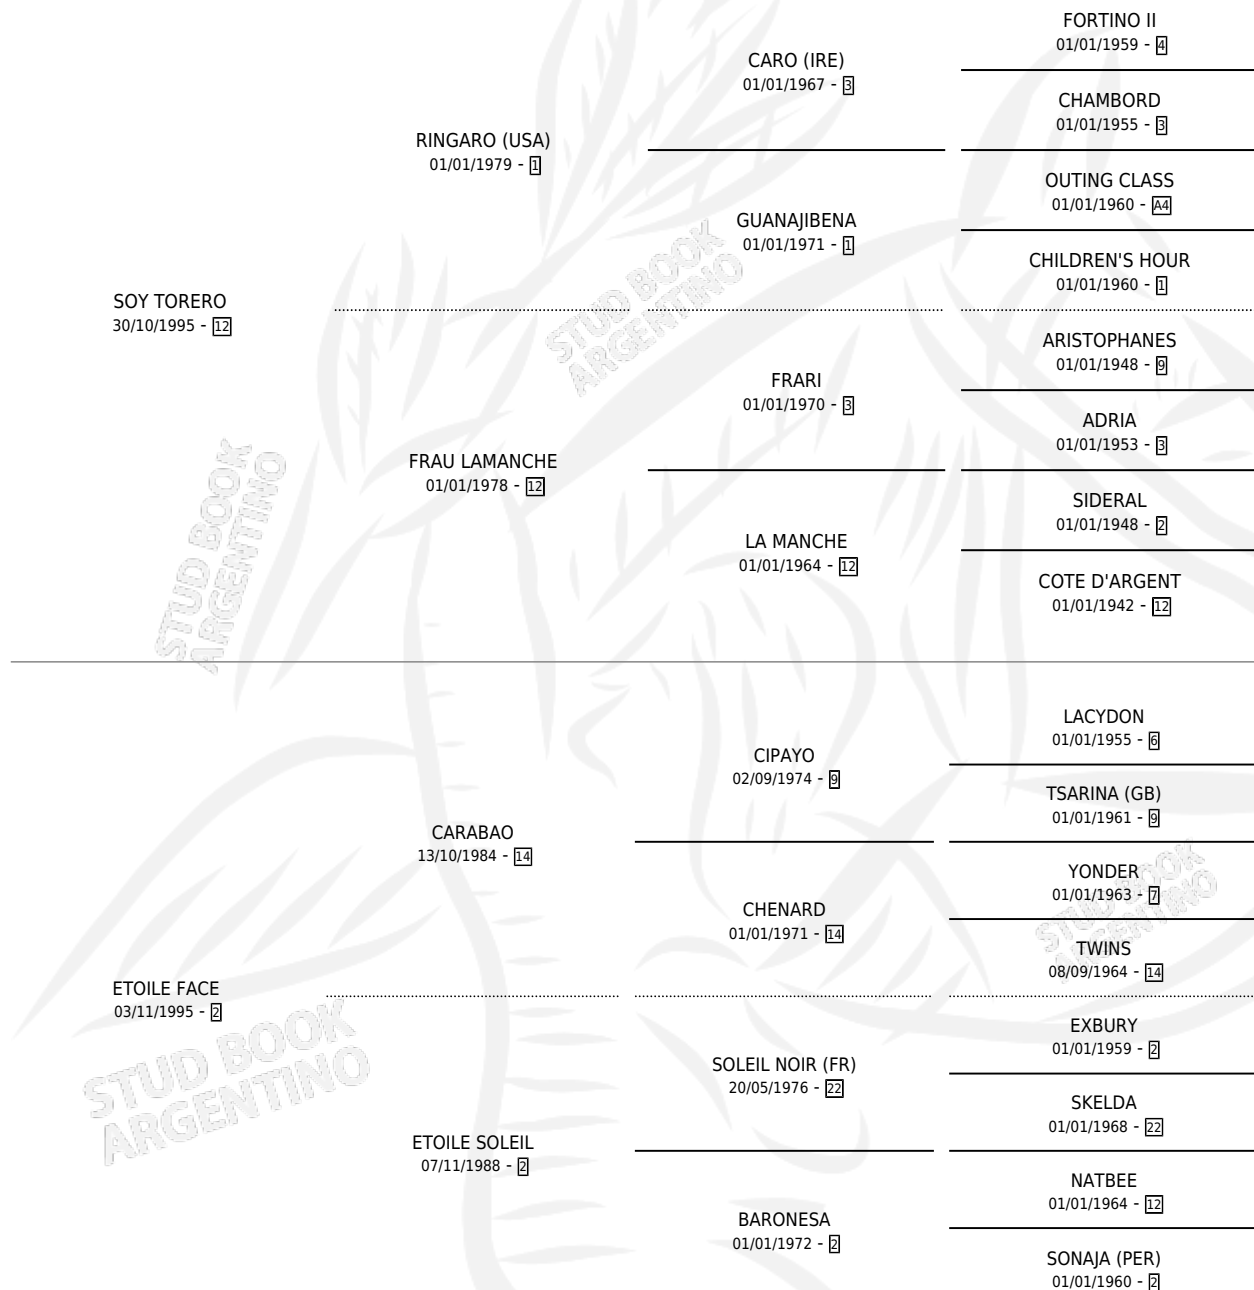 FORTINO II
01/01/1959 - 4
CARO (IRE)
01/01/1967 - 3
CHAMBORD
01/01/1955 - 3
RINGARO (USA)
01/01/1979 - 1
OUTING CLASS
01/01/1960 - A4
GUANAJIBENA
01/01/1971 - 1
CHILDREN'S HOUR
01/01/1960 - 1
SOY TORERO
30/10/1995 - 12
ARISTOPHANES
01/01/1948 - 9
FRARI
01/01/1970 - 3
ADRIA
01/01/1953 - 3
FRAU LAMANCHE
01/01/1978 - 12
SIDERAL
01/01/1948 - 2
LA MANCHE
01/01/1964 - 12
COTE D'ARGENT
01/01/1942 - 12
LACYDON
01/01/1955 - 6
CIPAYO
02/09/1974 - 9
TSARINA (GB)
01/01/1961 - 9
CARABAO
13/10/1984 - 14
YONDER
01/01/1963 - 7
CHENARD
01/01/1971 - 14
TWINS
08/09/1964 - 14
ETOILE FACE
03/11/1995 - 2
EXBURY
01/01/1959 - 2
SOLEIL NOIR (FR)
20/05/1976 - 22
SKELDA
01/01/1968 - 22
ETOILE SOLEIL
07/11/1988 - 2
NATBEE
01/01/1964 - 12
BARONESA
01/01/1972 - 2
SONAJA (PER)
01/01/1960 - 2
STUD BOOK
ARGENTINO
STUD BOOK
ARGENTINO
STUD BOOK
ARGENTINO
STUD BOOK
ARGENTINO